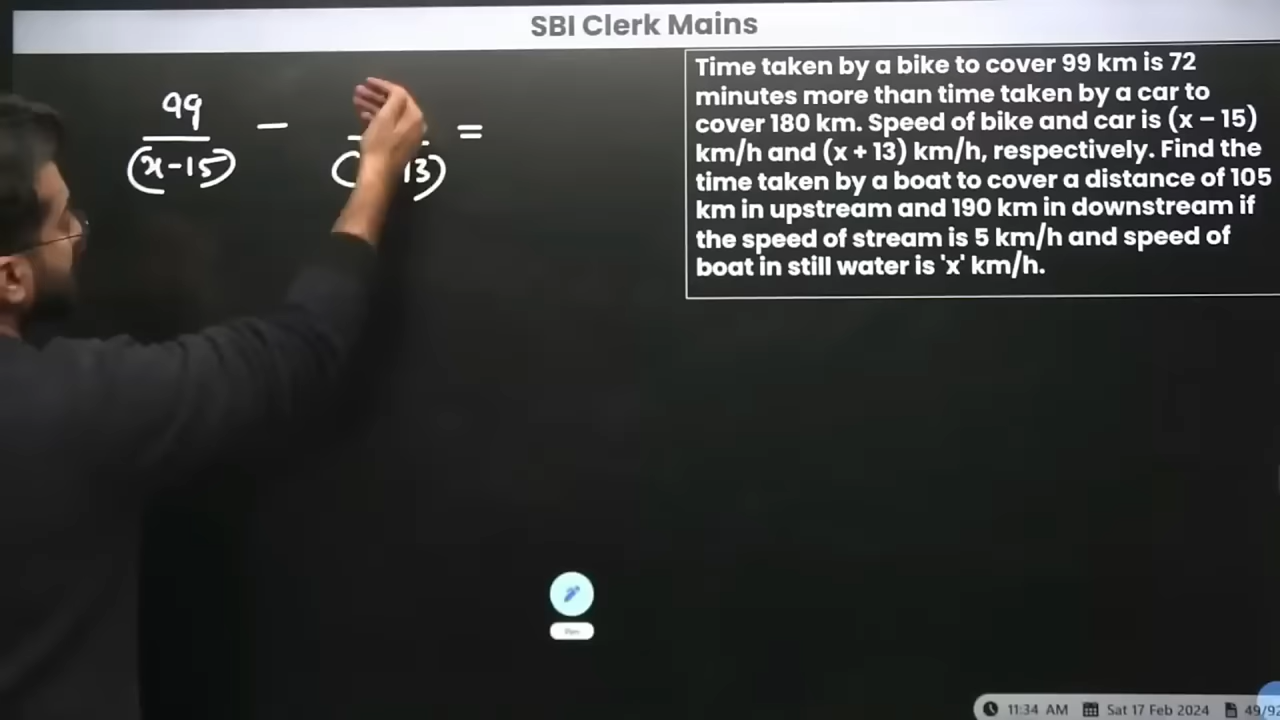 SBI Clerk Mains
99 - =
(x-15) ( 13)
Time taken by a bike to cover 99 km is 72
minutes more than time taken by a car to
cover 180 km. Speed of bike and car is (x – 15)
km/h and (x + 13) km/h, respectively. Find the
time taken by a boat to cover a distance of 105
km in upstream and 190 km in downstream if
the speed of stream is 5 km/h and speed of
boat in still water is 'x' km/h.
Pen
11:34 AM Sat 17 Feb 2024 49/92